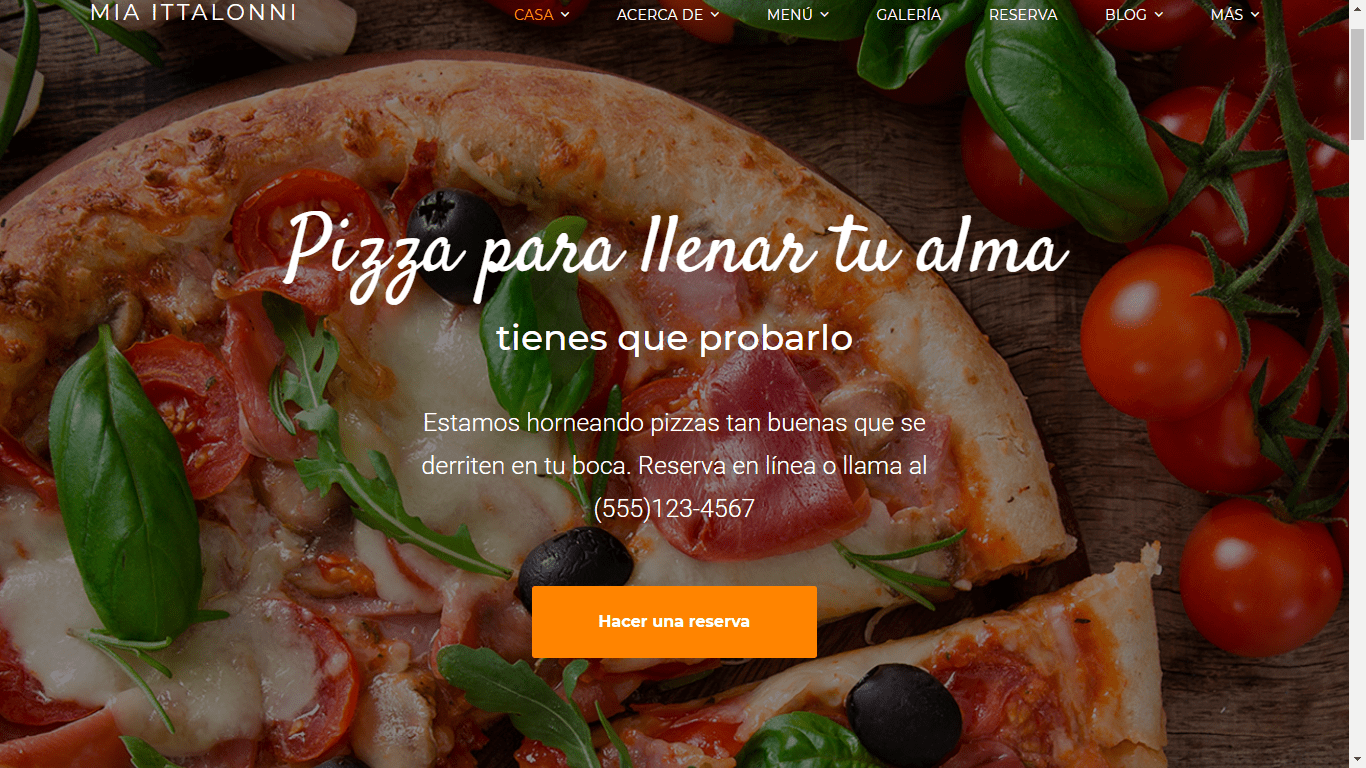 MIA ITTALONNI
CASA ACERCA DE MENÚ GALERÍA RESERVA BLOG MÁS
Pizza para llenar tu alma
tienes que probarlo
Estamos horneando pizzas tan buenas que se
derriten en tu boca. Reserva en línea o llama al
(555)123-4567
Hacer una reserva